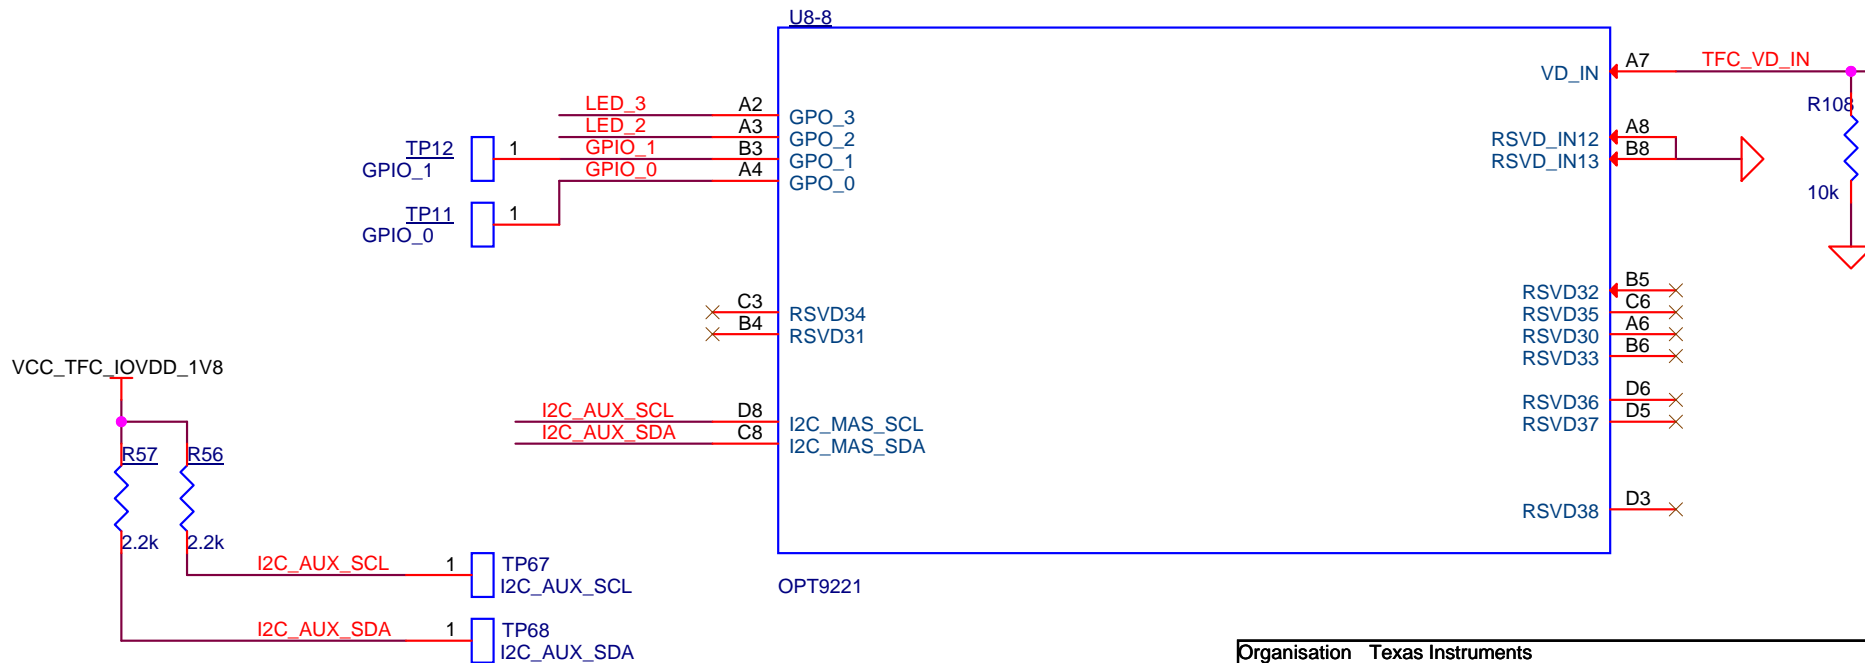 U8-8
VD_IN A7 TFC_VD_IN
R108
10k
LED_3 A2 GPO_3
LED_2 A3 GPO_2
TP12 1 GPIO_1 B3 GPO_1
GPIO_1
GPIO_0 A4 GPO_0
TP11 1
GPIO_0
RSVD_IN12 A8
RSVD_IN13 B8
C3 RSVD34
B4 RSVD31
RSVD32 B5
RSVD35 C6
RSVD30 A6
RSVD33 B6
VCC_TFC_IOVDD_1V8
RSVD36 D6
RSVD37 D5
I2C_AUX_SCL D8 I2C_MAS_SCL
I2C_AUX_SDA C8 I2C_MAS_SDA
R57 R56
2.2k 2.2k
RSVD38 D3
I2C_AUX_SCL 1 TP67
I2C_AUX_SCL
OPT9221
I2C_AUX_SDA 1 TP68
I2C_AUX_SDA
Organisation Texas Instruments